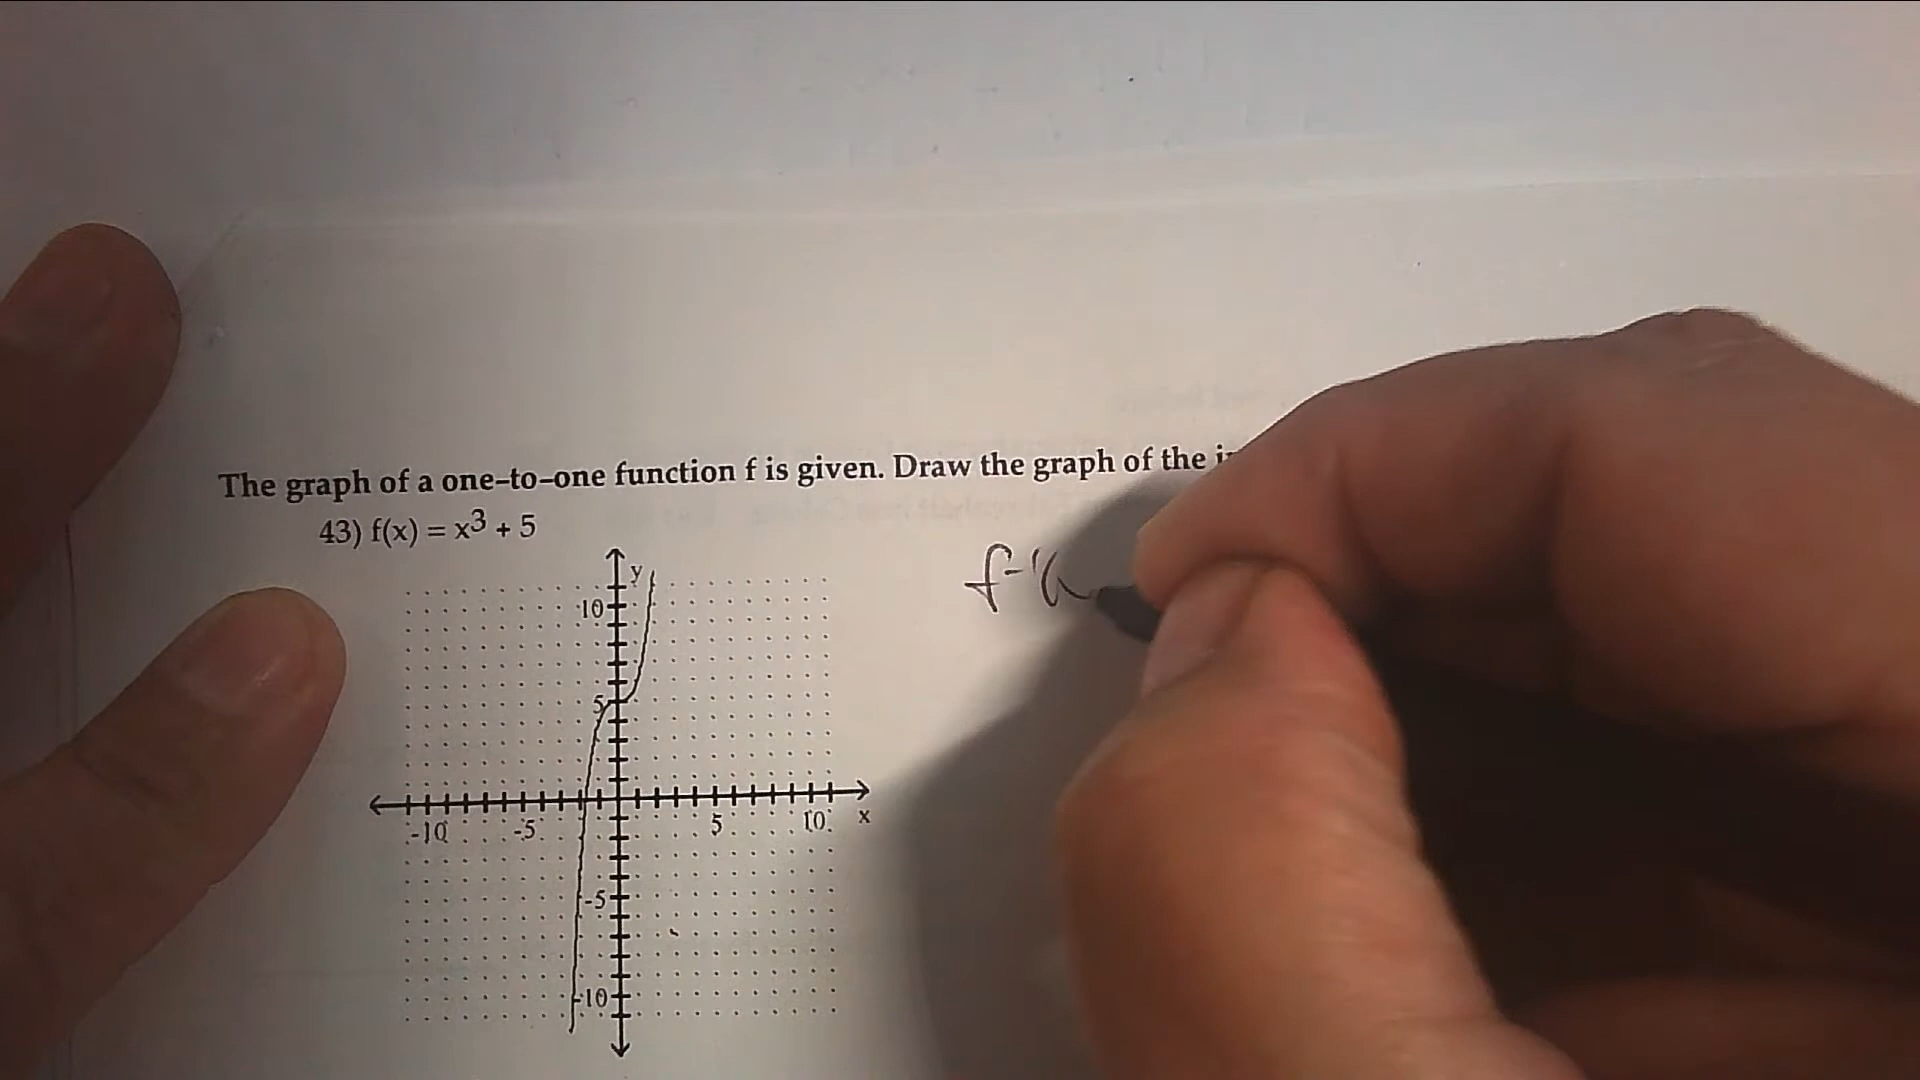 The graph of a one-to-one function f is given. Draw the graph of the
43) f(x) = x³ + 5
f⁻¹(
y
10
5
-10 -5 5 10 x
-5
-10